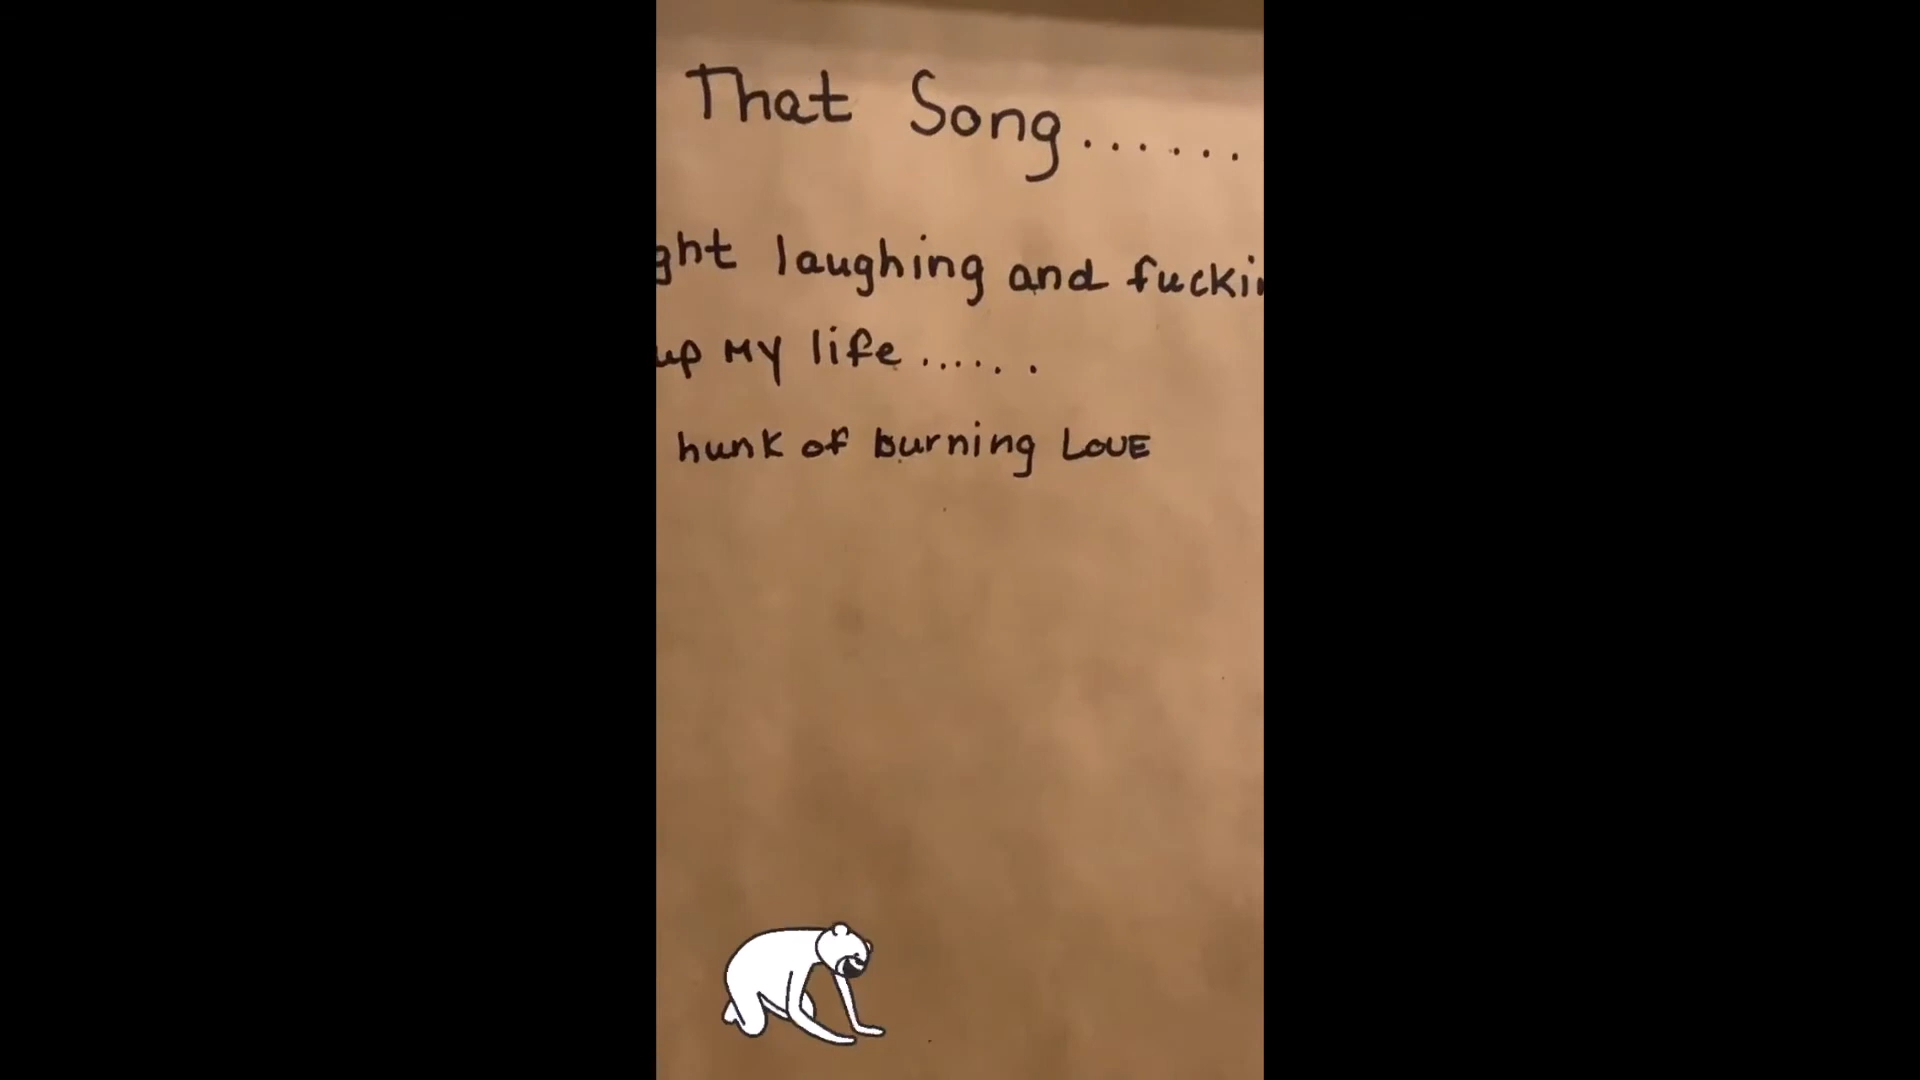 That Song......
ght laughing and fucki
up my life......
hunk of burning LOVE